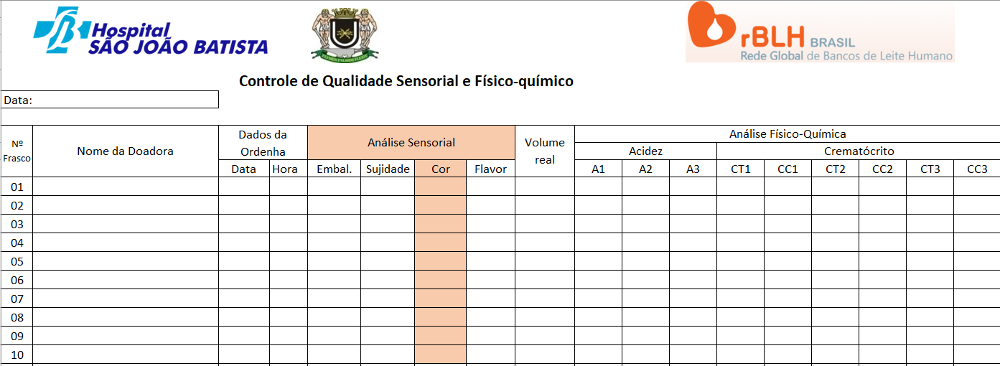 Hospital
SÃO JOÃO BATISTA
rBLH BRASIL
Rede Global de Bancos de Leite Humano
Controle de Qualidade Sensorial e Físico-químico
Data:
Nº Frasco
Nome da Doadora
Dados da Ordenha
Análise Sensorial
Volume real
Análise Físico-Química
Acidez
Crematócrito
Data Hora Embal. Sujidade Cor Flavor A1 A2 A3 CT1 CC1 CT2 CC2 CT3 CC3
01
02
03
04
05
06
07
08
09
10